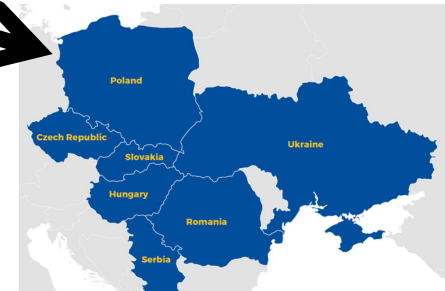 Poland
Czech Republic
Slovakia
Ukraine
Hungary
Romania
Serbia